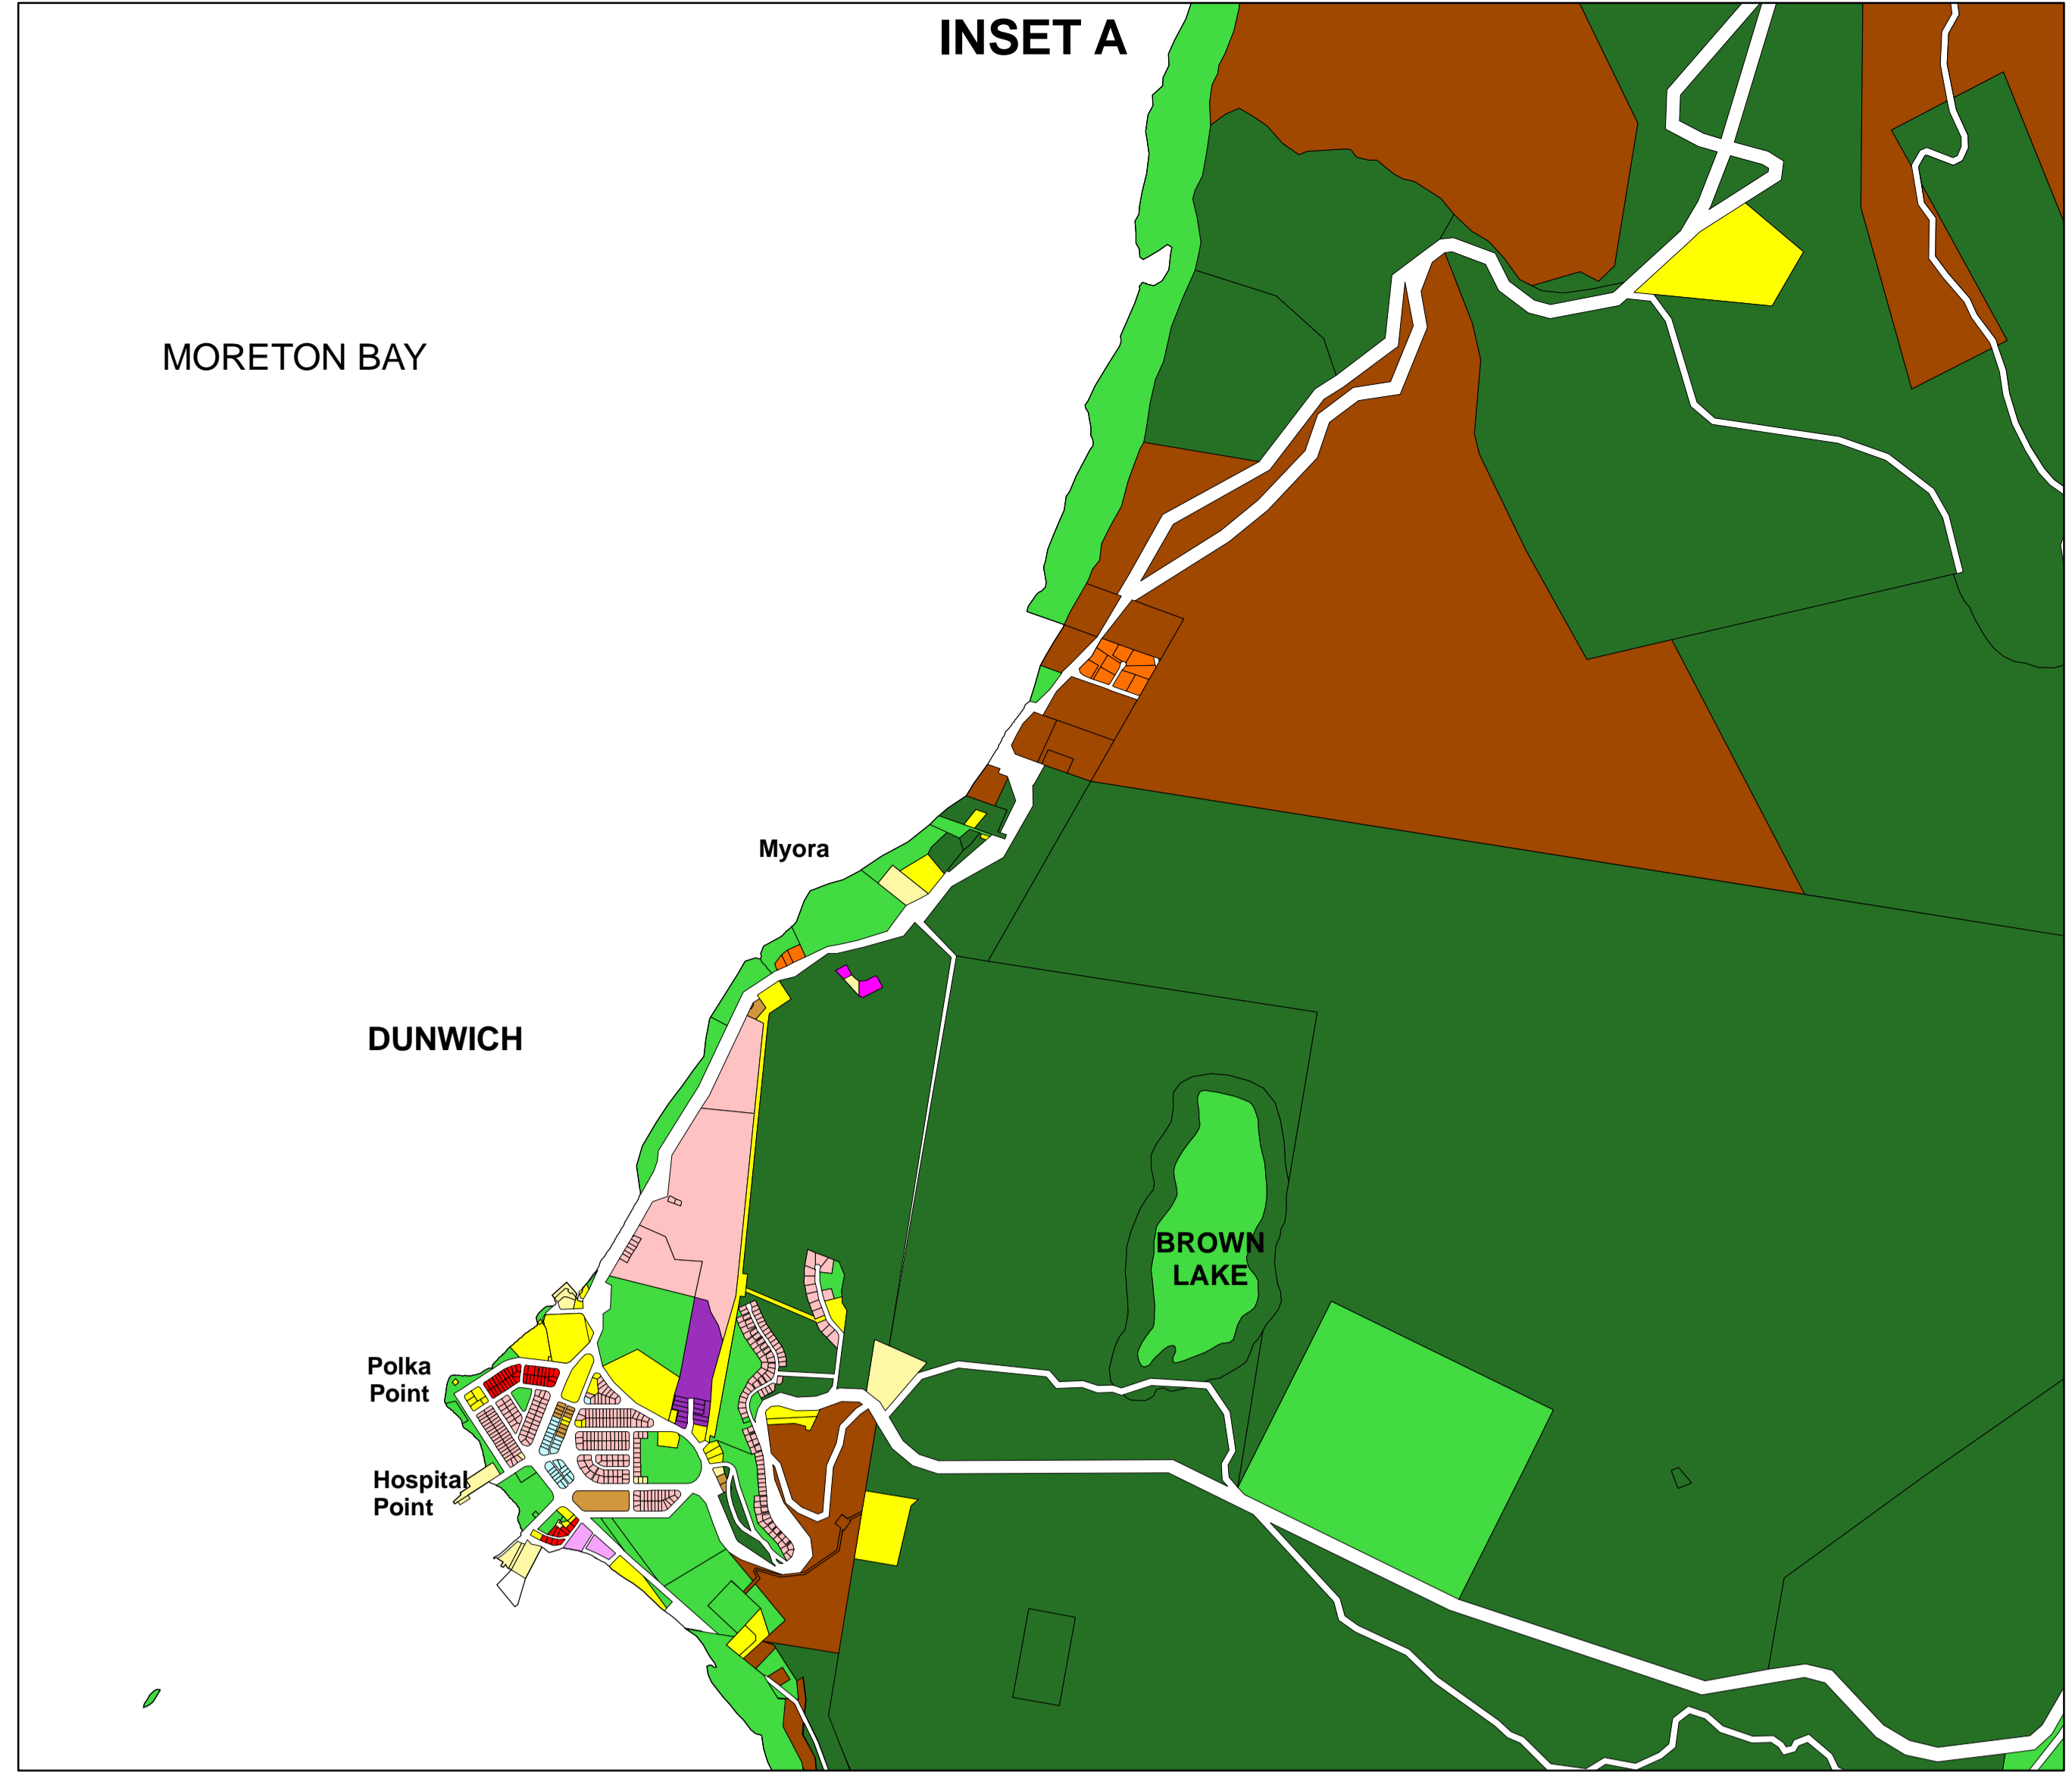 INSET A
MORETON BAY
Myora
DUNWICH
BROWN
LAKE
Polka
Point
Hospital
Point